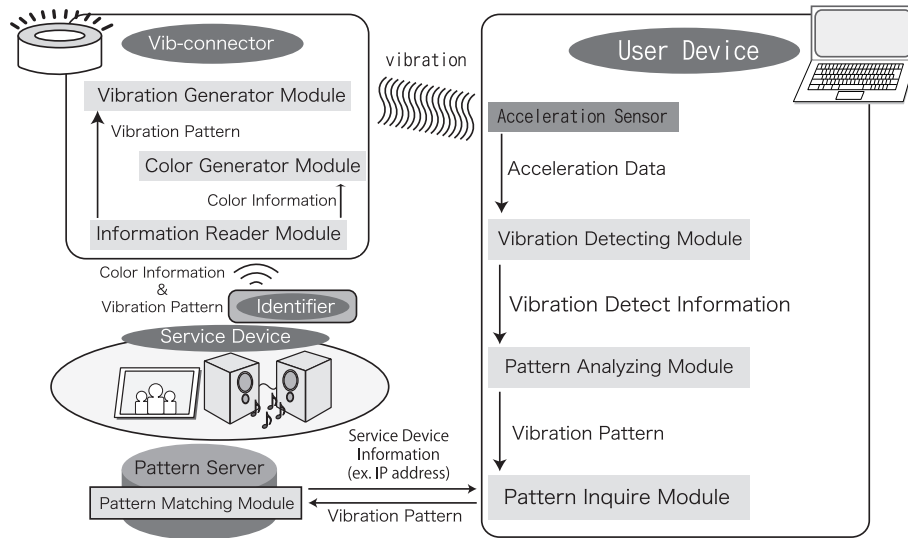 Vib-connector
Vibration Generator Module
Vibration Pattern
Color Generator Module
Color Information
Information Reader Module
Color Information
&
Vibration Pattern
Identifier
Service Device
Pattern Server
Pattern Matching Module
Service Device
Information
(ex. IP address)
Vibration Pattern
vibration
User Device
Acceleration Sensor
Acceleration Data
Vibration Detecting Module
Vibration Detect Information
Pattern Analyzing Module
Vibration Pattern
Pattern Inquire Module